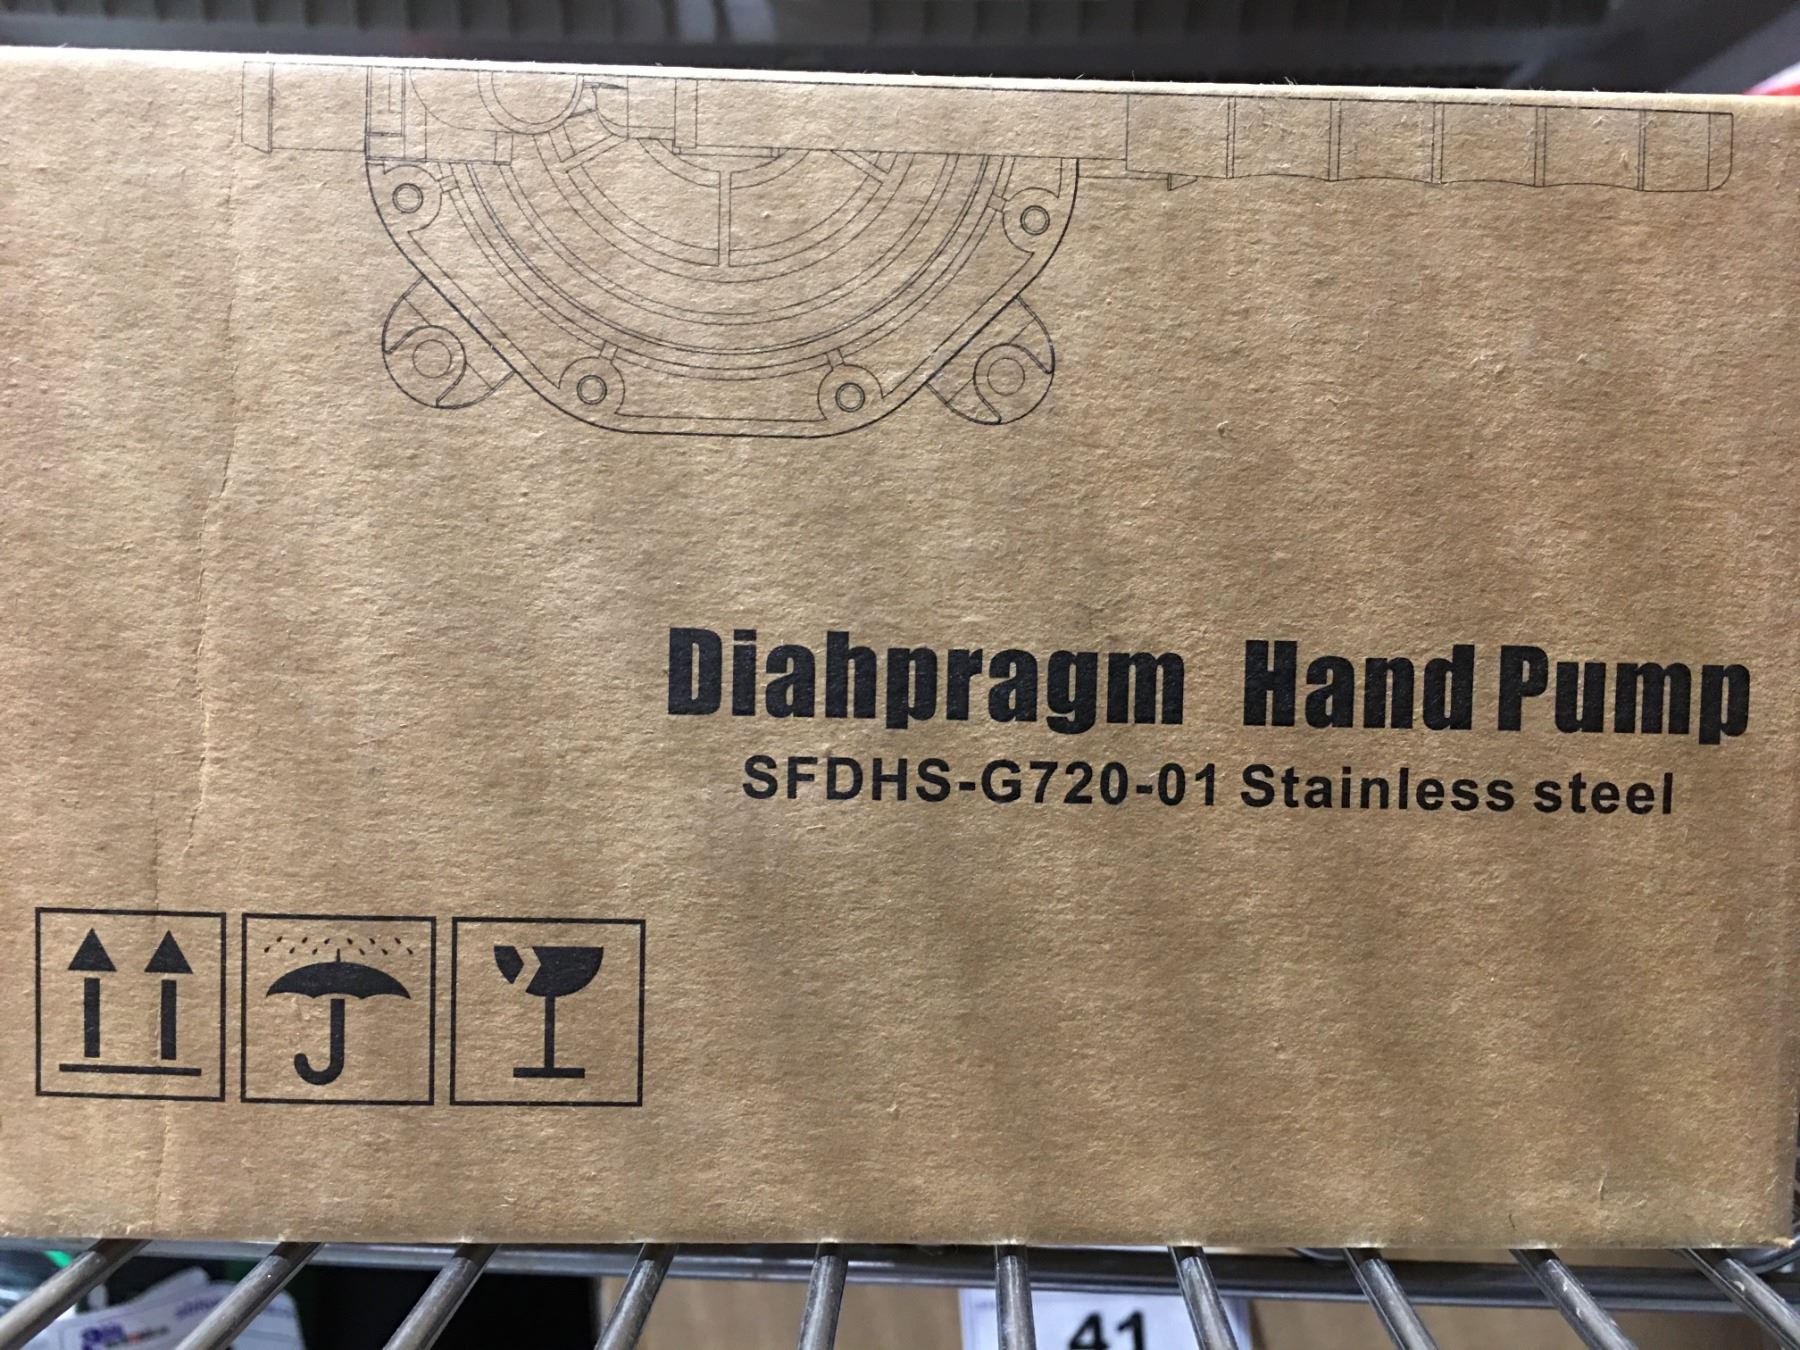 Diahpragm Hand Pump
SFDHS-G720-01 Stainless steel
41